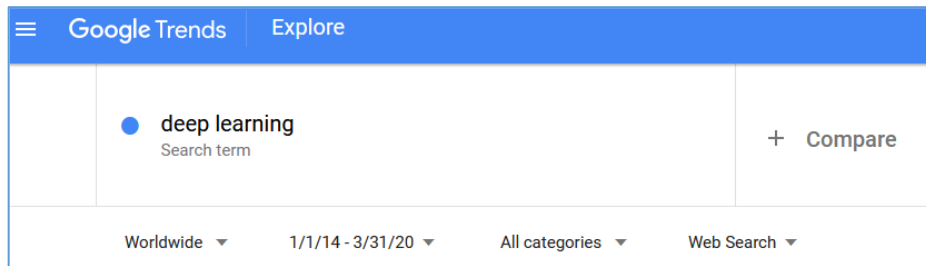 Google Trends Explore
deep learning
Search term
+ Compare
Worldwide 1/1/14 - 3/31/20 All categories Web Search